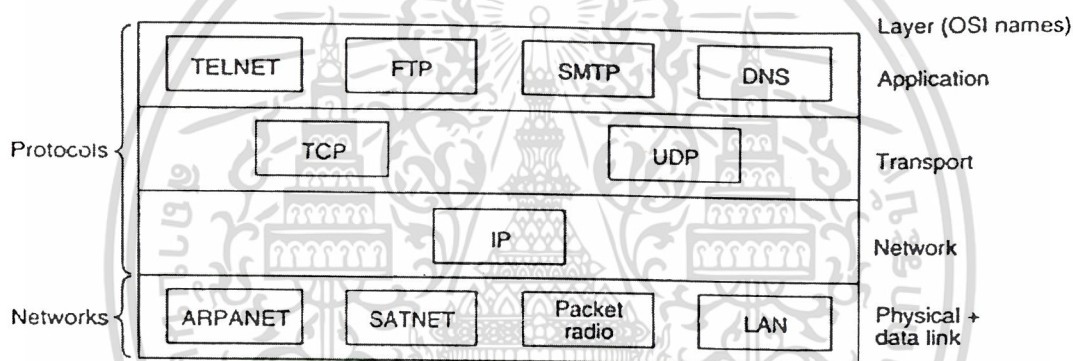 Layer (OSI names)
TELNET FTP SMTP DNS Application
Protocols TCP UDP Transport
IP Network
Networks ARPANET SATNET Packet radio LAN Physical + data link